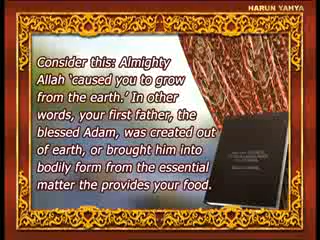 HARUN YAHYA
Consider this: Almighty
Allah ‘caused you to grow
from the earth.’ In other
words, your first father, the
blessed Adam, was created out
of earth, or brought him into
bodily form from the essential
matter the provides your food.